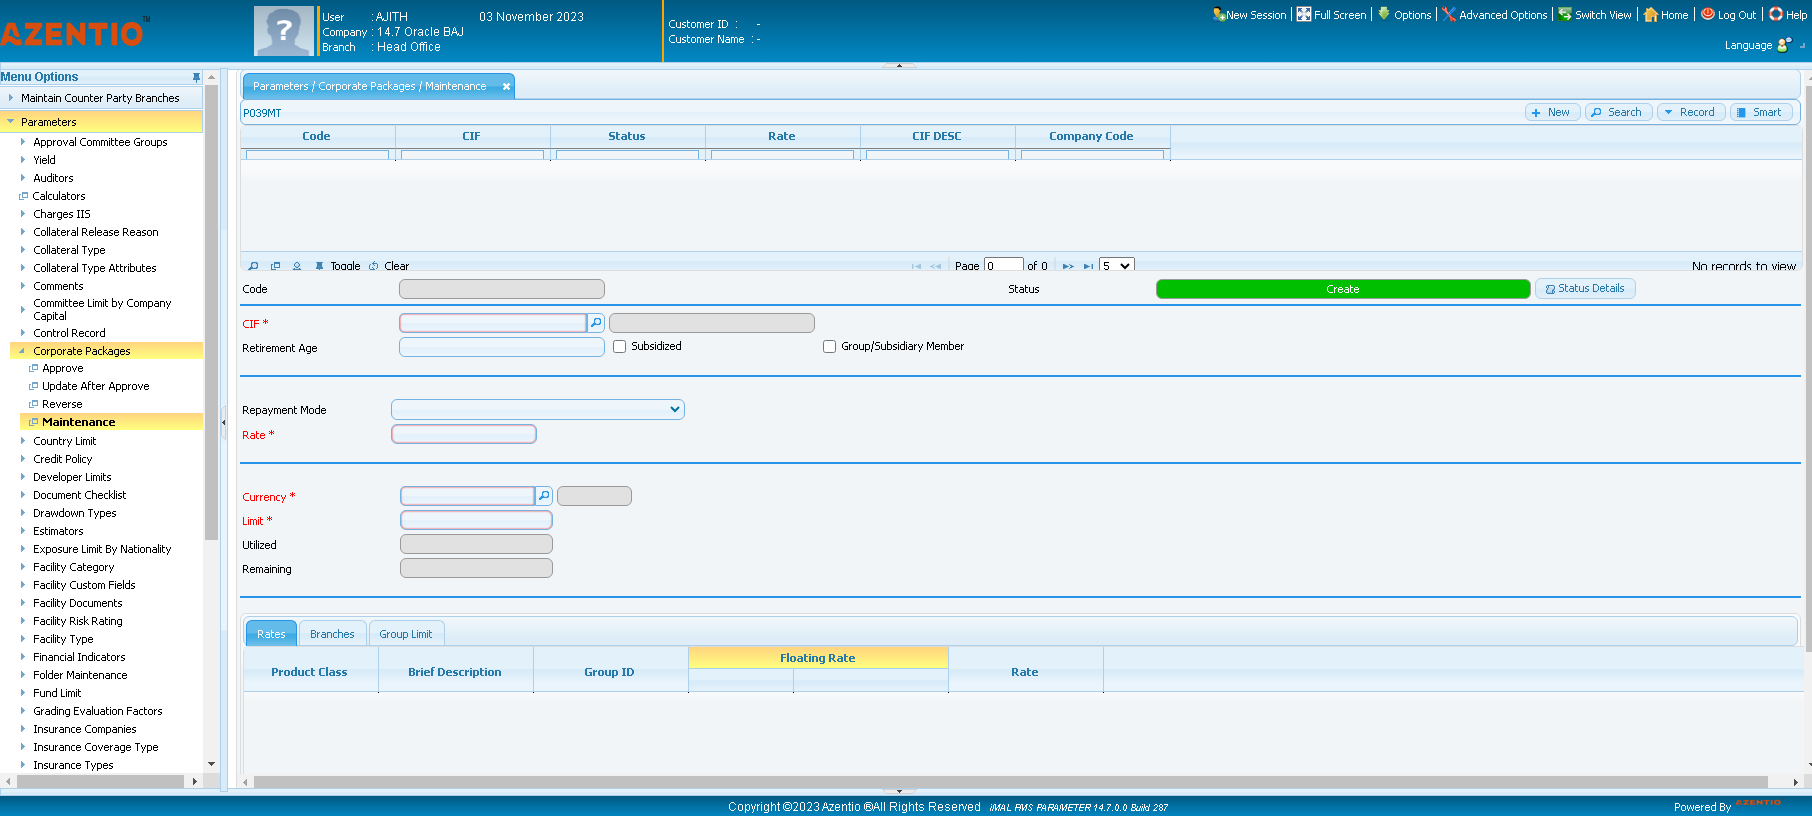 AZENTIO™
User : AJITH 03 November 2023
Company : 14.7 Oracle BAJ
Branch : Head Office
Customer ID : -
Customer Name : -
New Session Full Screen Options Advanced Options Switch View Home Log Out Help
Language
Menu Options
Maintain Counter Party Branches
Parameters
Approval Committee Groups
Yield
Auditors
Calculators
Charges IIS
Collateral Release Reason
Collateral Type
Collateral Type Attributes
Comments
Committee Limit by Company
Capital
Control Record
Corporate Packages
Approve
Update After Approve
Reverse
Maintenance
Country Limit
Credit Policy
Developer Limits
Document Checklist
Drawdown Types
Estimators
Exposure Limit By Nationality
Facility Category
Facility Custom Fields
Facility Documents
Facility Risk Rating
Facility Type
Financial Indicators
Folder Maintenance
Fund Limit
Grading Evaluation Factors
Insurance Companies
Insurance Coverage Type
Insurance Types
Parameters / Corporate Packages / Maintenance
P039MT
New Search Record Smart
Code CIF Status Rate CIF DESC Company Code
Toggle Clear Page 0 of 0 5 No records to view
Code Status Create Status Details
CIF *
Retirement Age Subsidized Group/Subsidiary Member
Repayment Mode
Rate *
Currency *
Limit *
Utilized
Remaining
Rates Branches Group Limit
Product Class Brief Description Group ID Floating Rate Rate
Copyright ©2023 Azentio ®All Rights Reserved iMAL PMS PARAMETER 14.7.0.0 Build 287
Powered By AZENTIO